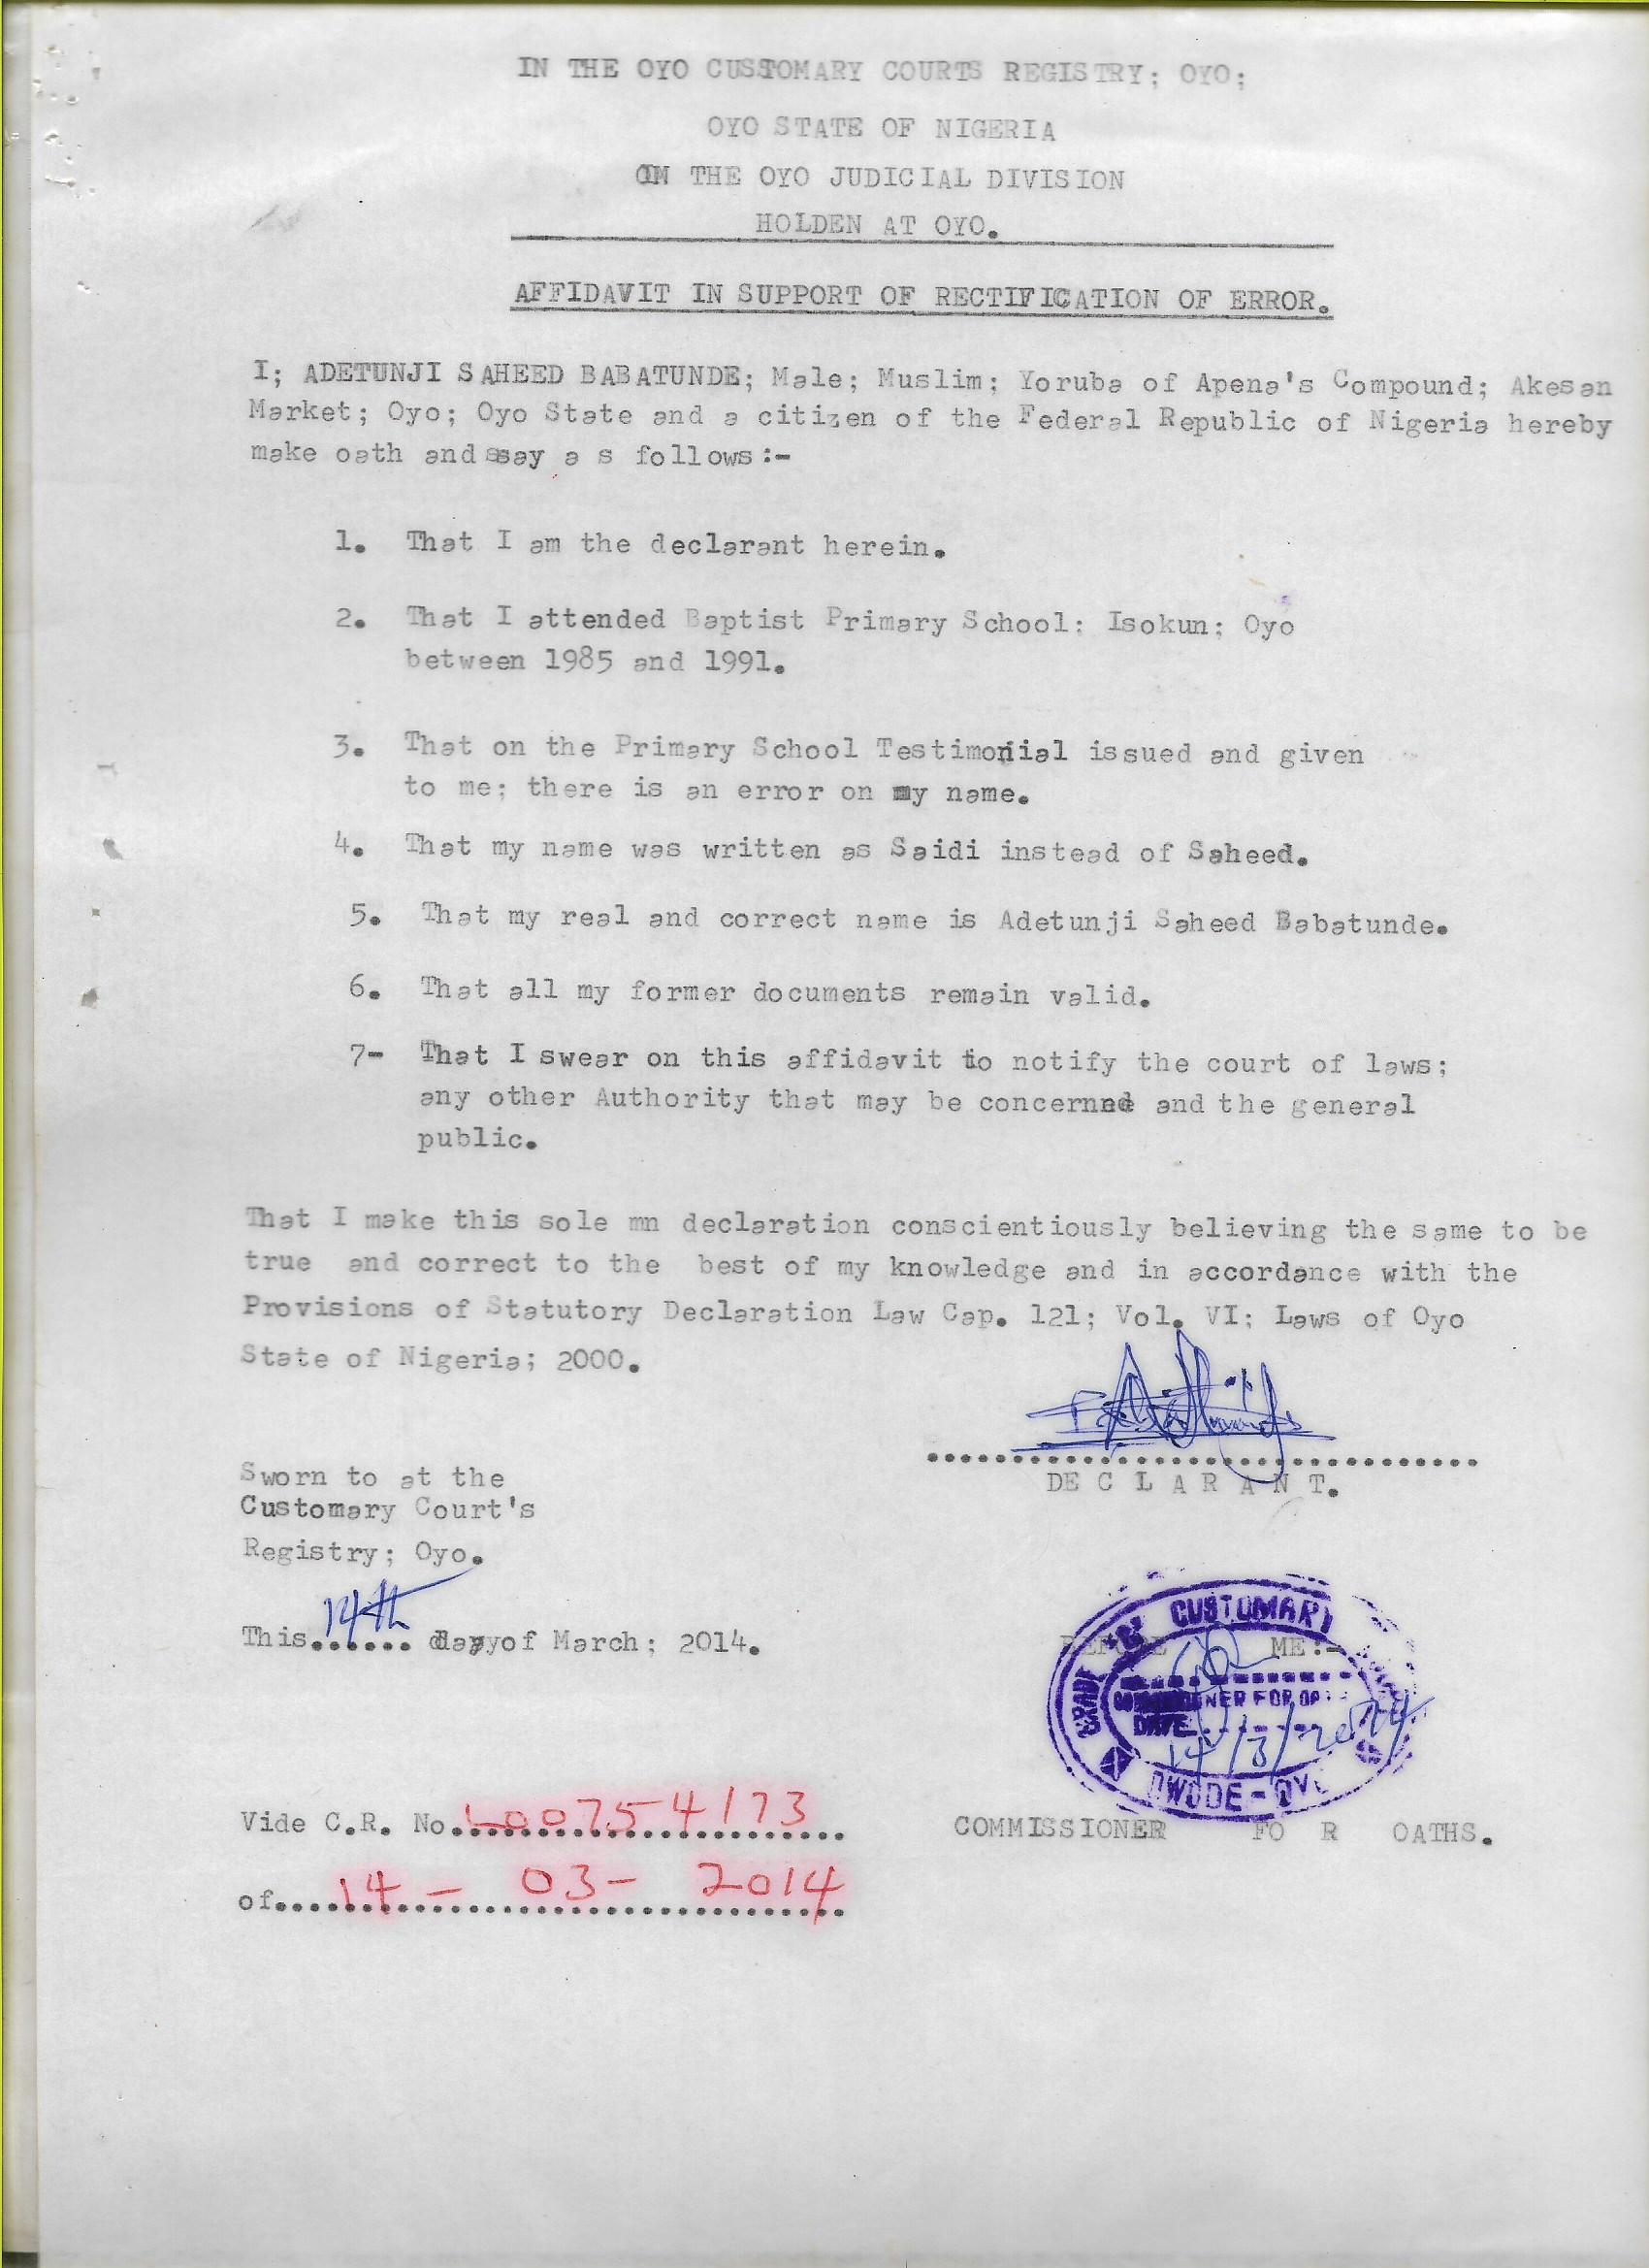 IN THE OYO CUSTOMARY COURTS REGISTRY; OYO;
OYO STATE OF NIGERIA
IN THE OYO JUDICIAL DIVISION
HOLDEN AT OYO.
AFFIDAVIT IN SUPPORT OF RECTIFICATION OF ERROR.
I; ADETUNJI SAHEED BABATUNDE; Male; Muslim; Yoruba of Apena's Compound; Akesan
Market; Oyo; Oyo State and a citizen of the Federal Republic of Nigeria hereby
make oath and say a s follows:-
1. That I am the declarant herein.
2. That I attended Baptist Primary School: Isokun; Oyo
between 1985 and 1991.
3. That on the Primary School Testimonial issued and given
to me; there is an error on my name.
4. That my name was written as Saidi instead of Saheed.
5. That my real and correct name is Adetunji Saheed Babatunde.
6. That all my former documents remain valid.
7- That I swear on this affidavit to notify the court of laws;
any other Authority that may be concerned and the general
public.
That I make this sole mn declaration conscientiously believing the same to be
true and correct to the best of my knowledge and in accordance with the
Provisions of Statutory Declaration Law Cap. 121; Vol. VI; Laws of Oyo
State of Nigeria; 2000.
DE C L A R A N T.
Sworn to at the
Customary Court's
Registry; Oyo.
This 14th day of March; 2014.
BEFORE ME:-
CUSTOMARY
COMMISSIONER FOR OA
DATE
14/3/2014
OWODE - OYO
Vide C.R. No. L00754173
COMMISSIONER FO R OATHS.
of 14 - 03 - 2014